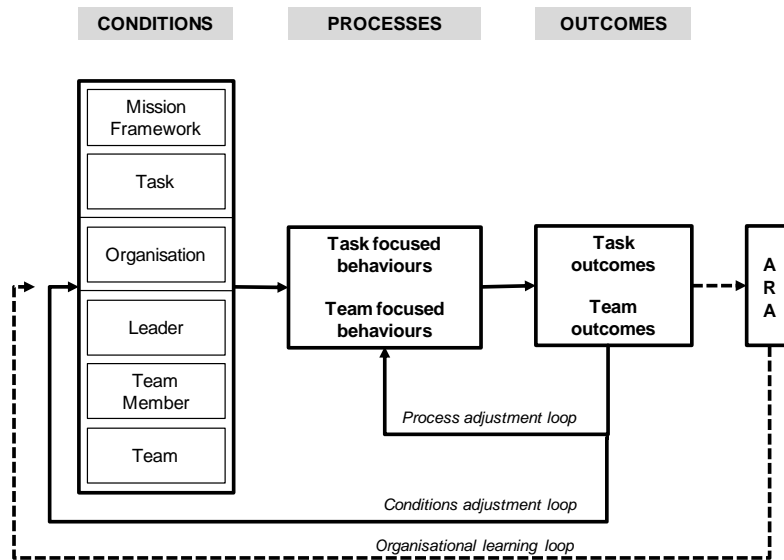 CONDITIONS
PROCESSES
OUTCOMES
Mission
Framework
Task
Organisation
Leader
Team
Member
Team
Task focused
behaviours
Team focused
behaviours
Task
outcomes
Team
outcomes
A
R
A
Process adjustment loop
Conditions adjustment loop
Organisational learning loop